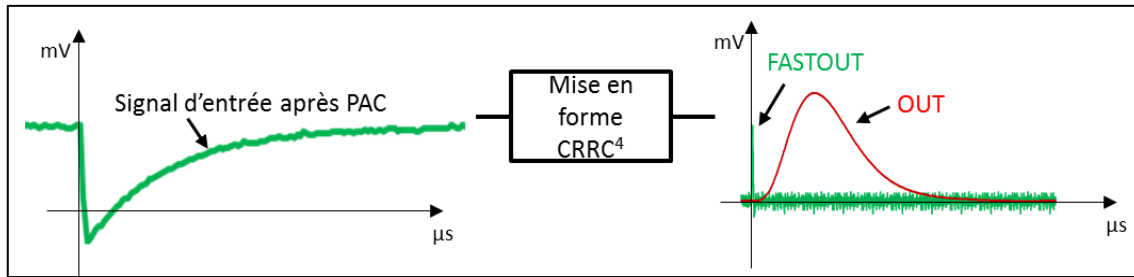 mV
Signal d'entrée après PAC
µs
Mise en
forme
CRRC⁴
mV
FASTOUT
OUT
µs